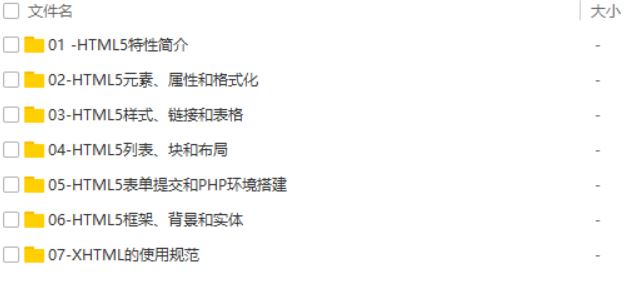 文件名 大小
01 -HTML5特性简介 -
02-HTML5元素、属性和格式化 -
03-HTML5样式、链接和表格 -
04-HTML5列表、块和布局 -
05-HTML5表单提交和PHP环境搭建 -
06-HTML5框架、背景和实体 -
07-XHTML的使用规范 -